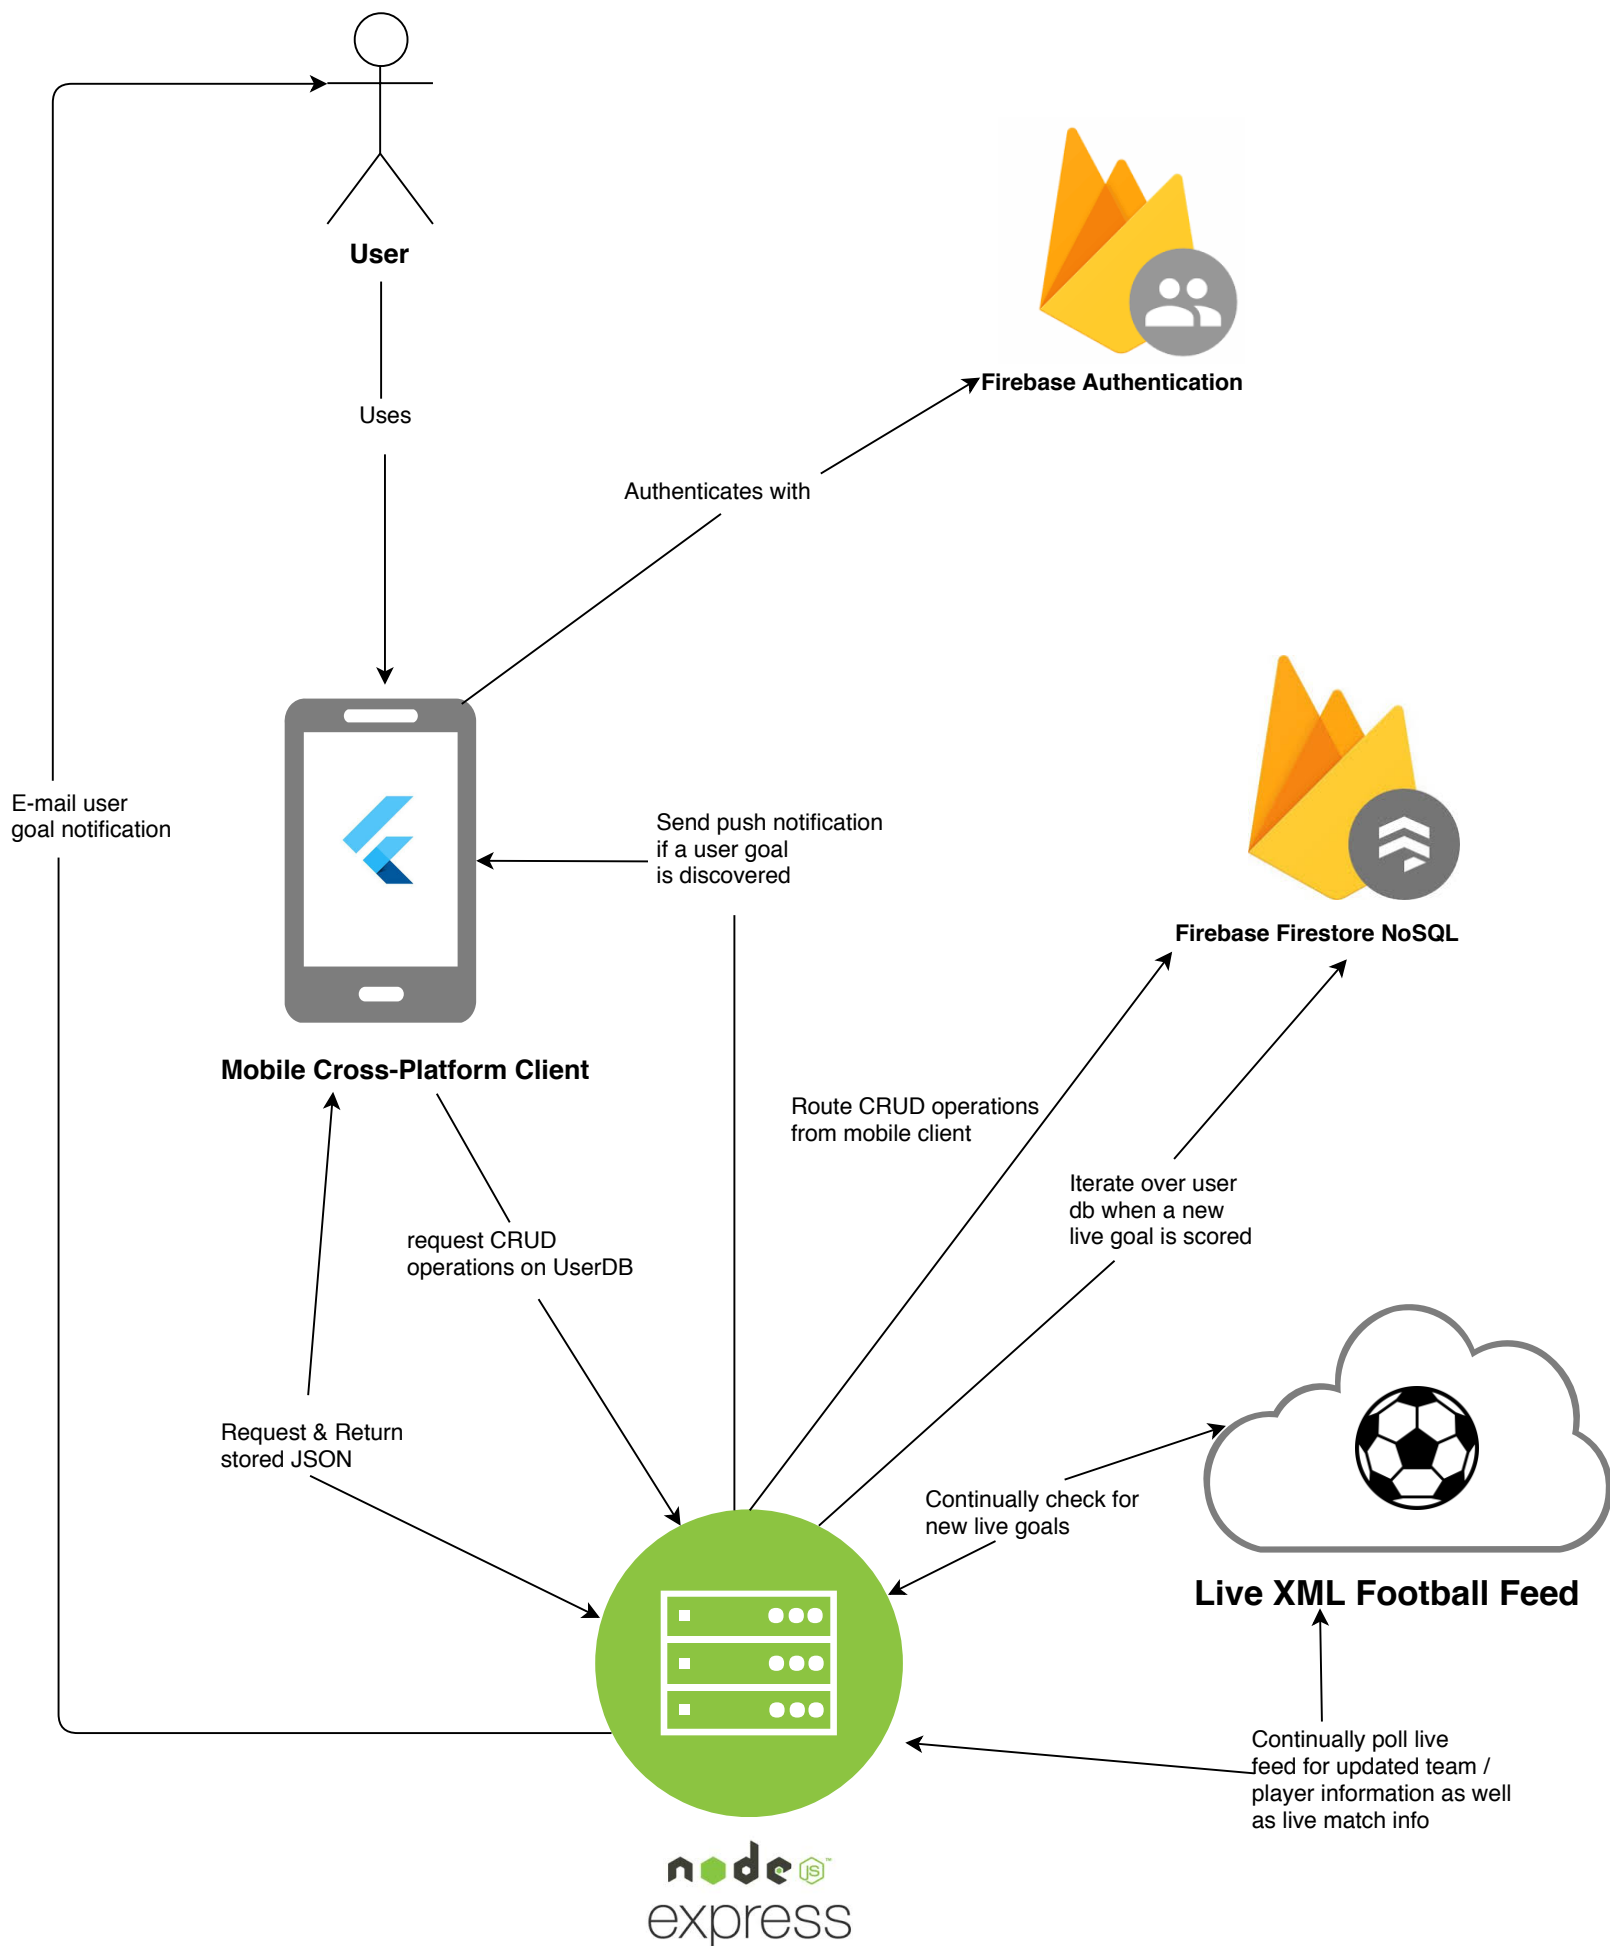 User
Firebase Authentication
Uses
Authenticates with
E-mail user
goal notification
Send push notification
if a user goal
is discovered
Firebase Firestore NoSQL
Mobile Cross-Platform Client
Route CRUD operations
from mobile client
Iterate over user
db when a new
live goal is scored
request CRUD
operations on UserDB
Request & Return
stored JSON
Continually check for
new live goals
Live XML Football Feed
Continually poll live
feed for updated team /
player information as well
as live match info
node JS™
express